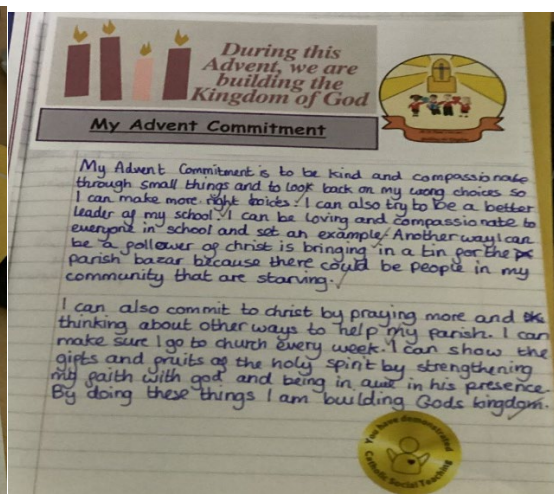 During this
Advent, we are
building the
Kingdom of God
My Advent Commitment
My Advent Commitment is to be kind and compassionate
through small things and to look back on my wrong choices so
I can make more right choices. I can also try to be a better
leader of my school. I can be loving and compassionate to
everyone in school and set an example. Another way I can
be a follower of christ is bringing in a tin for the
parish bazar because there could be people in my
community that are starving.
I can also commit to christ by praying more and
thinking about other ways to help my parish. I can
make sure I go to church every week. I can show the
gifts and fruits of the holy spirit by strengthening
my faith with god and being in awe in his presence.
By doing these things I am building Gods kingdom.
You have demonstrated
Catholic Social Teaching